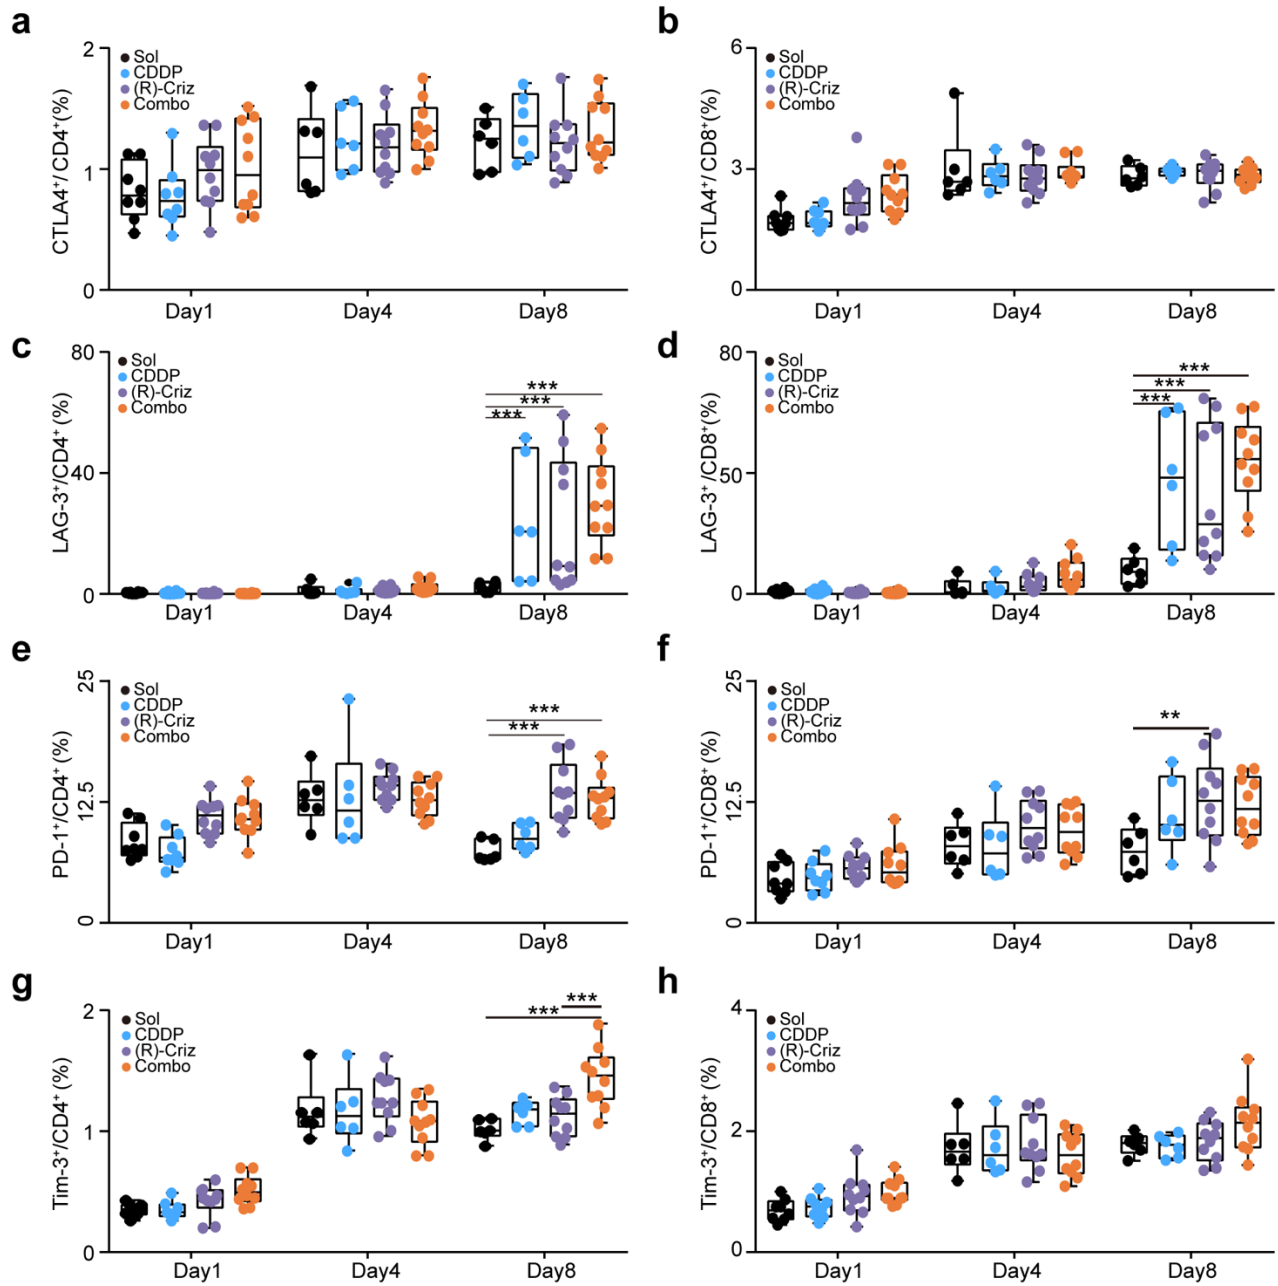 a
2
1
0
CTLA4⁺/CD4⁺(%)
Sol
CDDP
(R)-Criz
Combo
Day1 Day4 Day8
b
6
3
0
CTLA4⁺/CD8⁺(%)
Sol
CDDP
(R)-Criz
Combo
Day1 Day4 Day8
c
80
40
0
LAG-3⁺/CD4⁺ (%)
Sol
CDDP
(R)-Criz
Combo
***
***
***
Day1 Day4 Day8
d
80
50
0
LAG-3⁺/CD8⁺(%)
Sol
CDDP
(R)-Criz
Combo
***
***
***
Day1 Day4 Day8
e
25
12.5
0
PD-1⁺/CD4⁺ (%)
Sol
CDDP
(R)-Criz
Combo
***
***
Day1 Day4 Day8
f
25
12.5
0
PD-1⁺/CD8⁺ (%)
Sol
CDDP
(R)-Criz
Combo
**
Day1 Day4 Day8
g
2
1
0
Tim-3⁺/CD4⁺ (%)
Sol
CDDP
(R)-Criz
Combo
***
***
Day1 Day4 Day8
h
4
2
0
Tim-3⁺/CD8⁺ (%)
Sol
CDDP
(R)-Criz
Combo
Day1 Day4 Day8